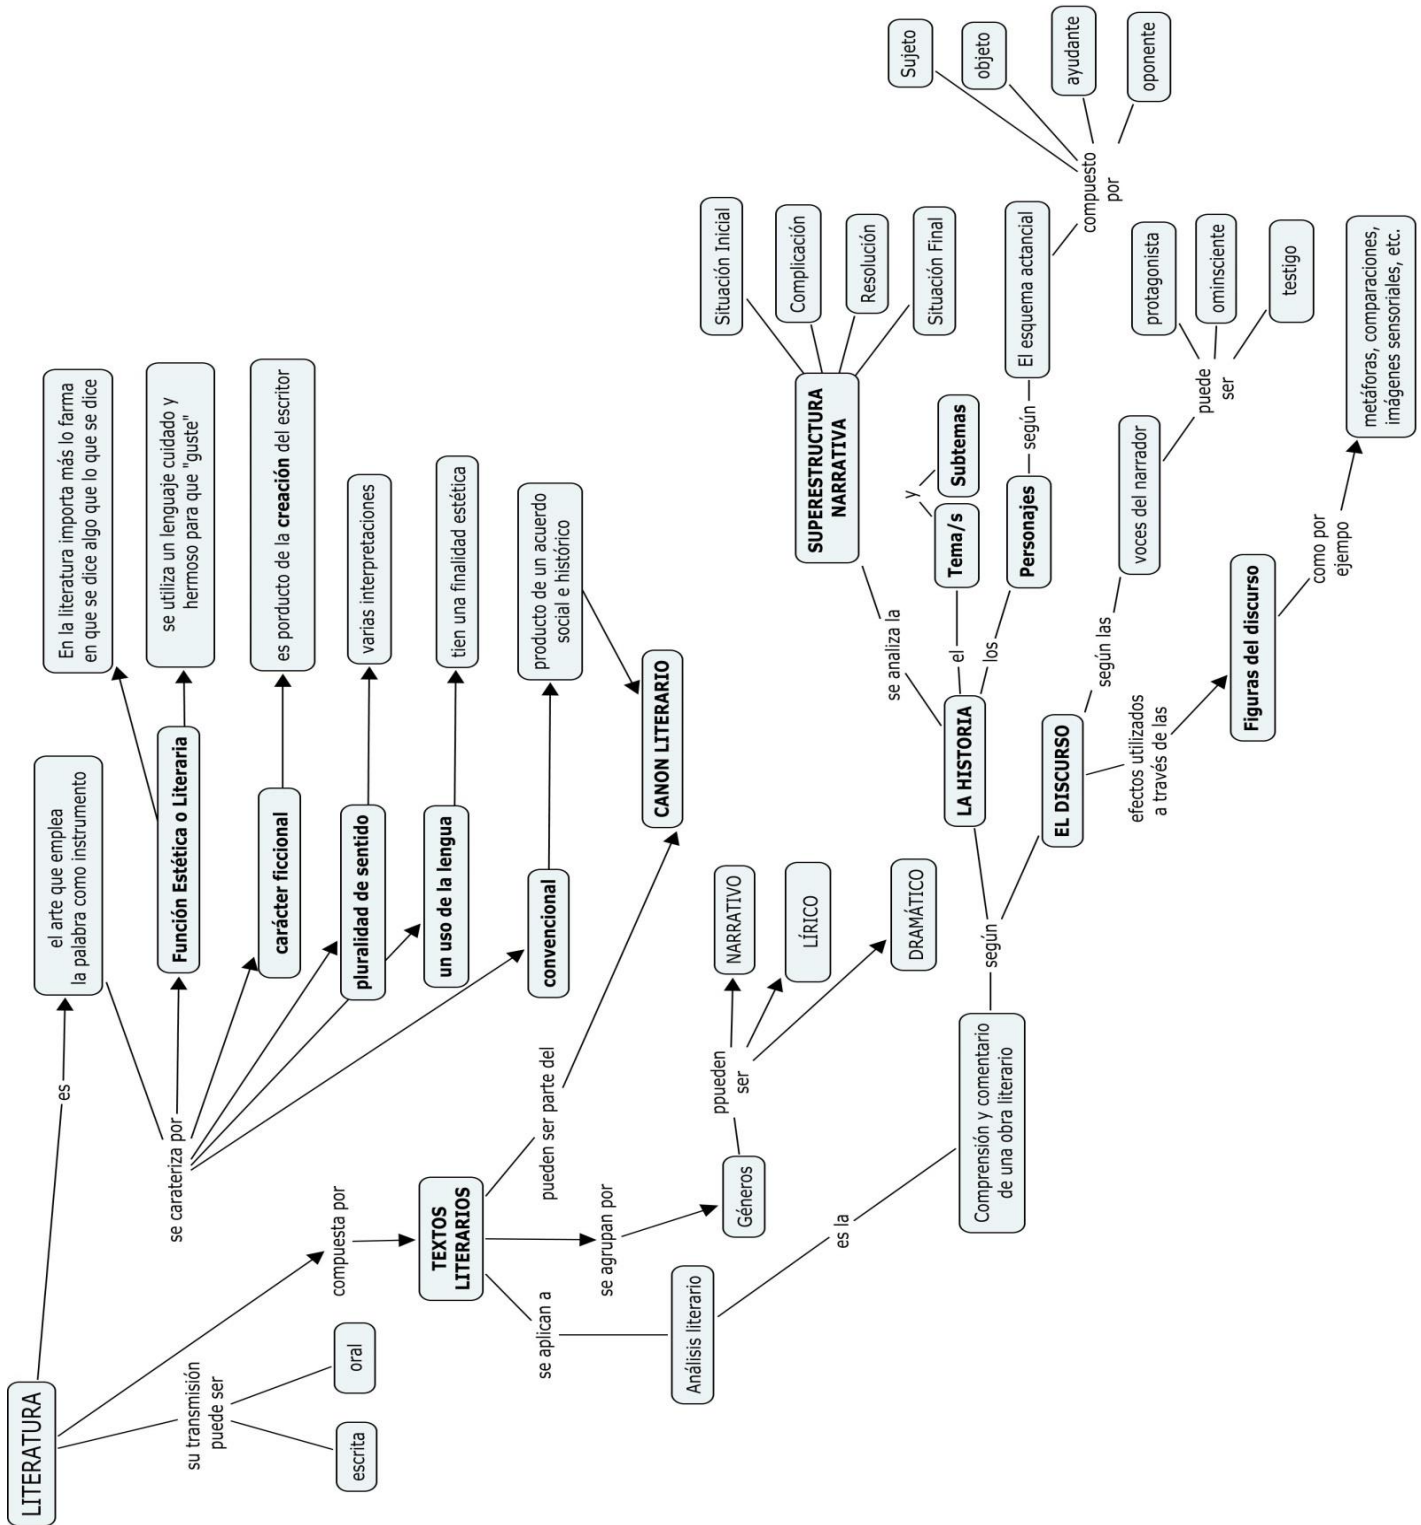 LITERATURA
es
el arte que emplea
la palabra como instrumento
se carateriza por
Función Estética o Literaria
En la literatura importa más lo farma
en que se dice algo que lo que se dice
se utiliza un lenguaje cuidado y
hermoso para que "guste"
carácter ficcional
es porducto de la creación del escritor
pluralidad de sentido
varias interpretaciones
un uso de la lengua
tien una finalidad estética
convencional
producto de un acuerdo
social e histórico
su transmisión
puede ser
escrita
oral
compuesta por
TEXTOS
LITERARIOS
pueden ser parte del
CANON LITERARIO
se agrupan por
Géneros
ppueden
ser
NARRATIVO
LÍRICO
DRAMÁTICO
se aplican a
Análisis literario
es la
Comprensión y comentario
de una obra literario
según
LA HISTORIA
se analiza la
SUPERESTRUCTURA
NARRATIVA
Situación Inicial
Complicación
Resolución
Situación Final
el
Tema/s
y
Subtemas
los
Personajes
según
El esquema actancial
compuesto
por
Sujeto
objeto
ayudante
oponente
EL DISCURSO
según las
voces del narrador
puede
ser
protagonista
ominsciente
testigo
efectos utilizados
a través de las
Figuras del discurso
como por
ejempo
metáforas, comparaciones,
imágenes sensoriales, etc.